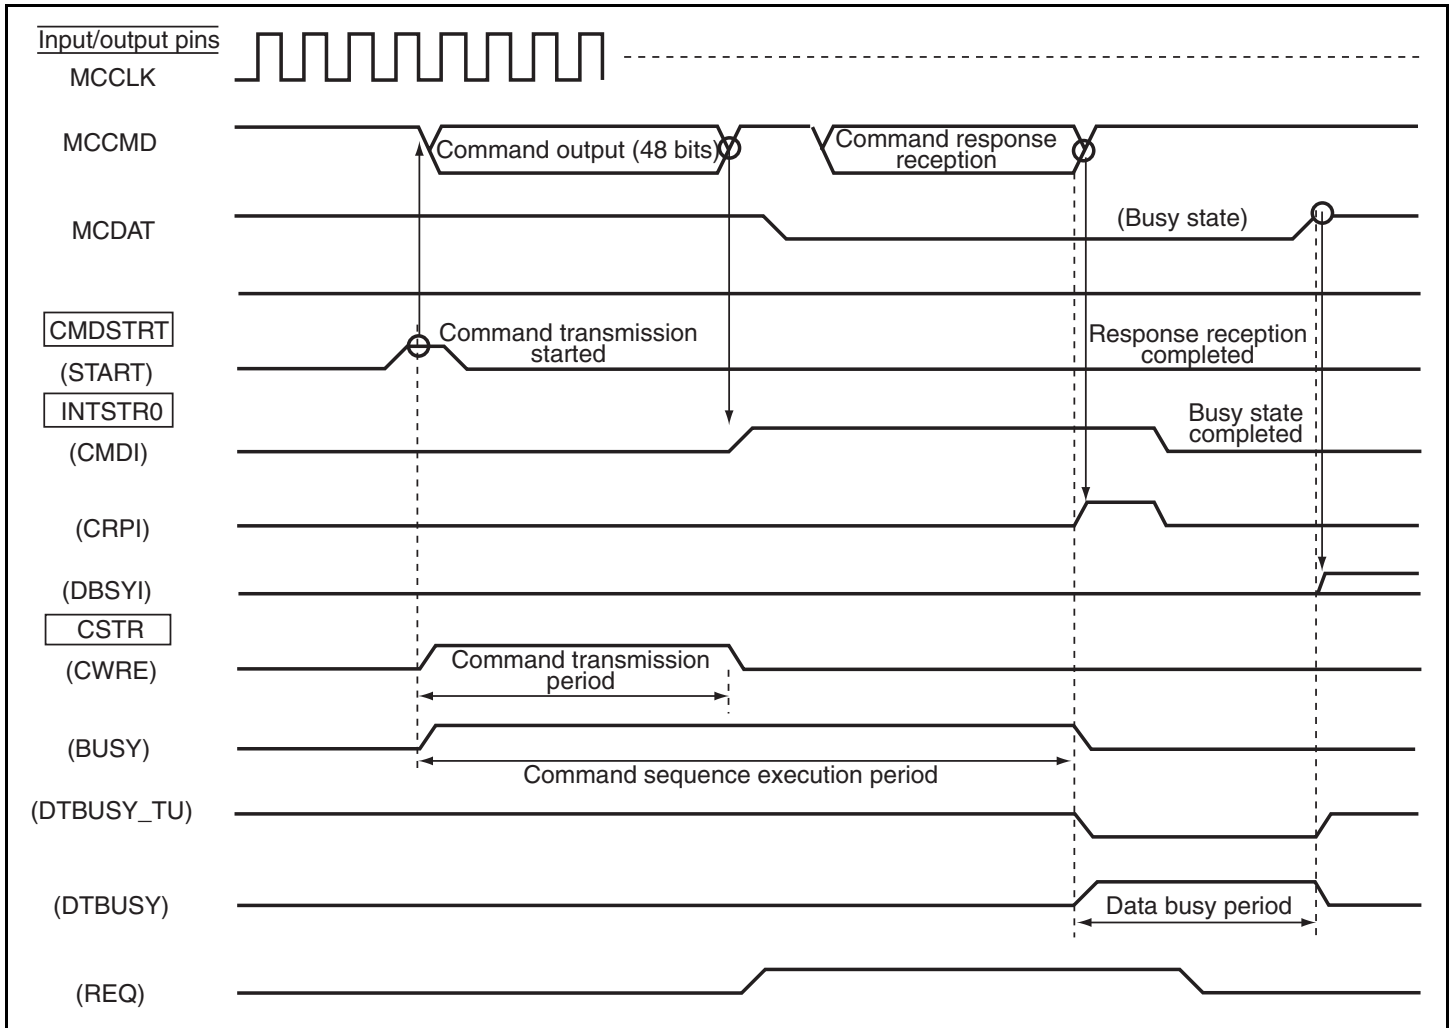 Input/output pins
MCCLK
MCCMD
Command output (48 bits)
Command response
reception
MCDAT
(Busy state)
CMDSTRT
(START)
Command transmission
started
Response reception
completed
INTSTR0
(CMDI)
Busy state
completed
(CRPI)
(DBSYI)
CSTR
(CWRE)
Command transmission
period
(BUSY)
Command sequence execution period
(DTBUSY_TU)
(DTBUSY)
Data busy period
(REQ)